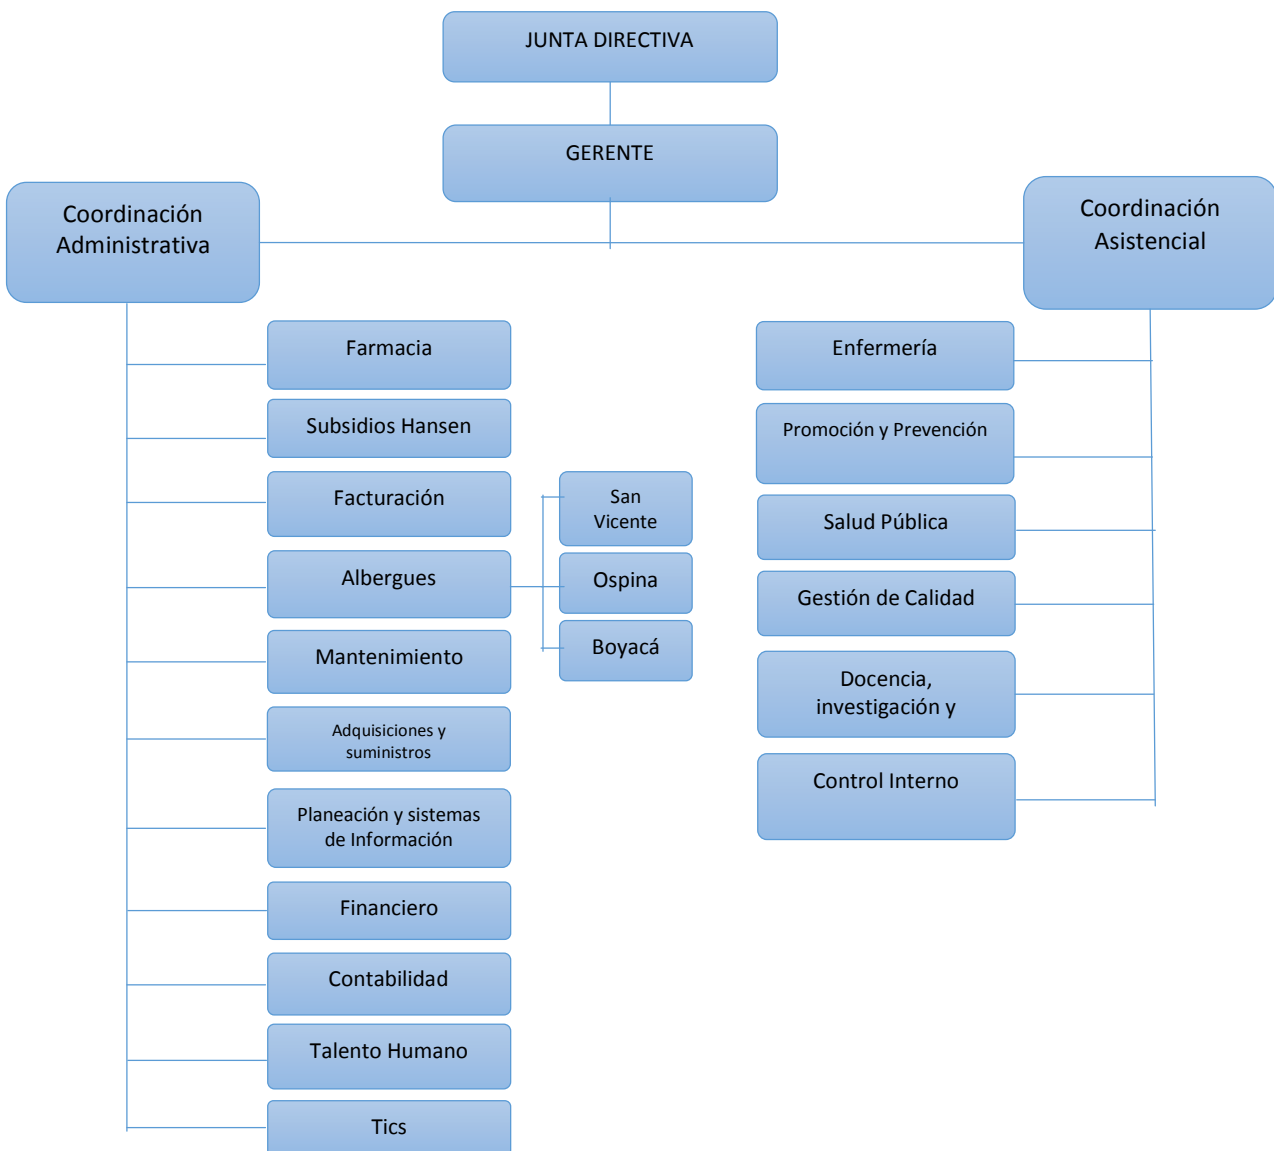 JUNTA DIRECTIVA
GERENTE
Coordinación
Administrativa
Coordinación
Asistencial
Farmacia
Subsidios Hansen
Facturación
Albergues
Mantenimiento
Adquisiciones y
suministros
Planeación y sistemas
de Información
Financiero
Contabilidad
Talento Humano
Tics
San
Vicente
Ospina
Boyacá
Enfermería
Promoción y Prevención
Salud Pública
Gestión de Calidad
Docencia,
investigación y
Control Interno